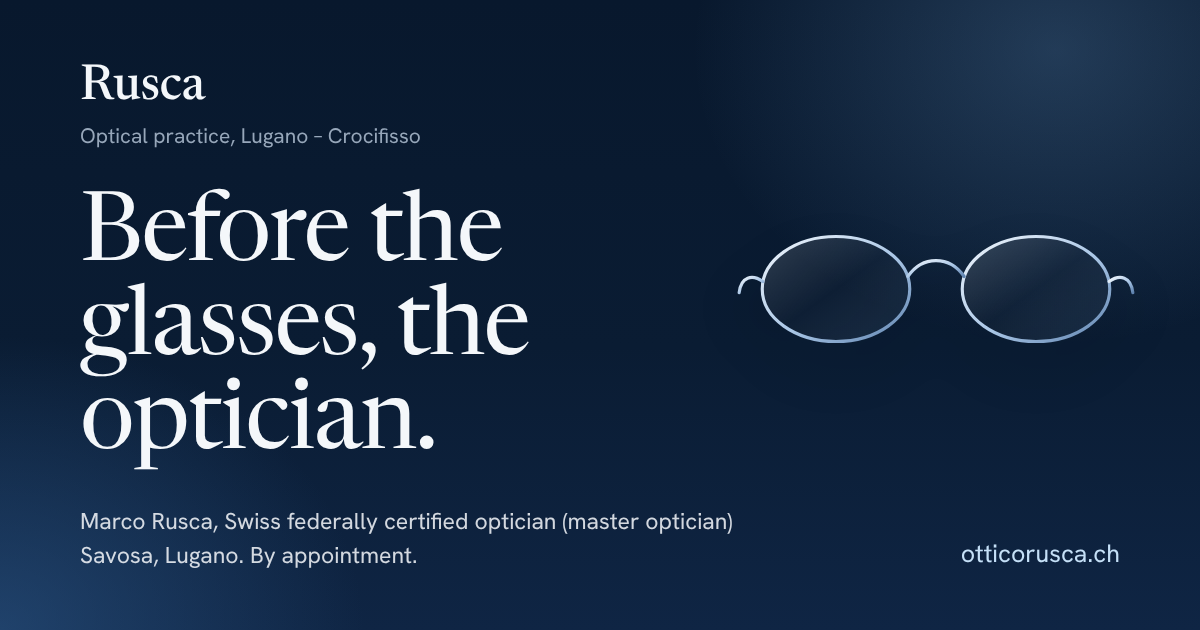 Rusca
Optical practice, Lugano – Crocifisso
Before the
glasses, the
optician.
Marco Rusca, Swiss federally certified optician (master optician)
Savosa, Lugano. By appointment.
otticorusca.ch